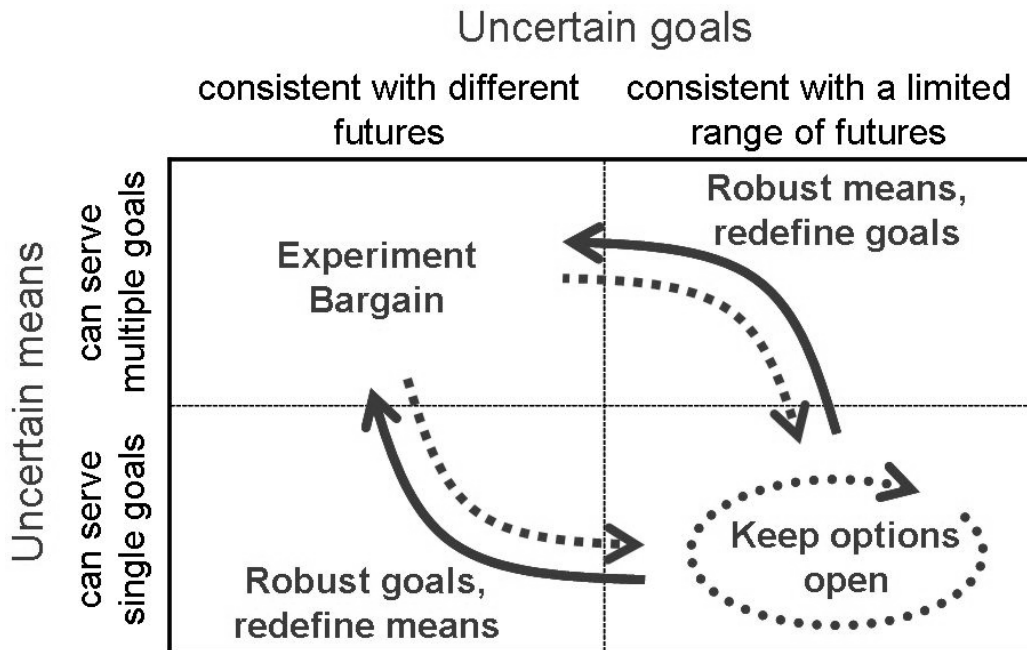 Uncertain goals
consistent with different
futures
consistent with a limited
range of futures
Uncertain means
can serve
multiple goals
can serve
single goals
Experiment
Bargain
Robust means,
redefine goals
Robust goals,
redefine means
Keep options
open